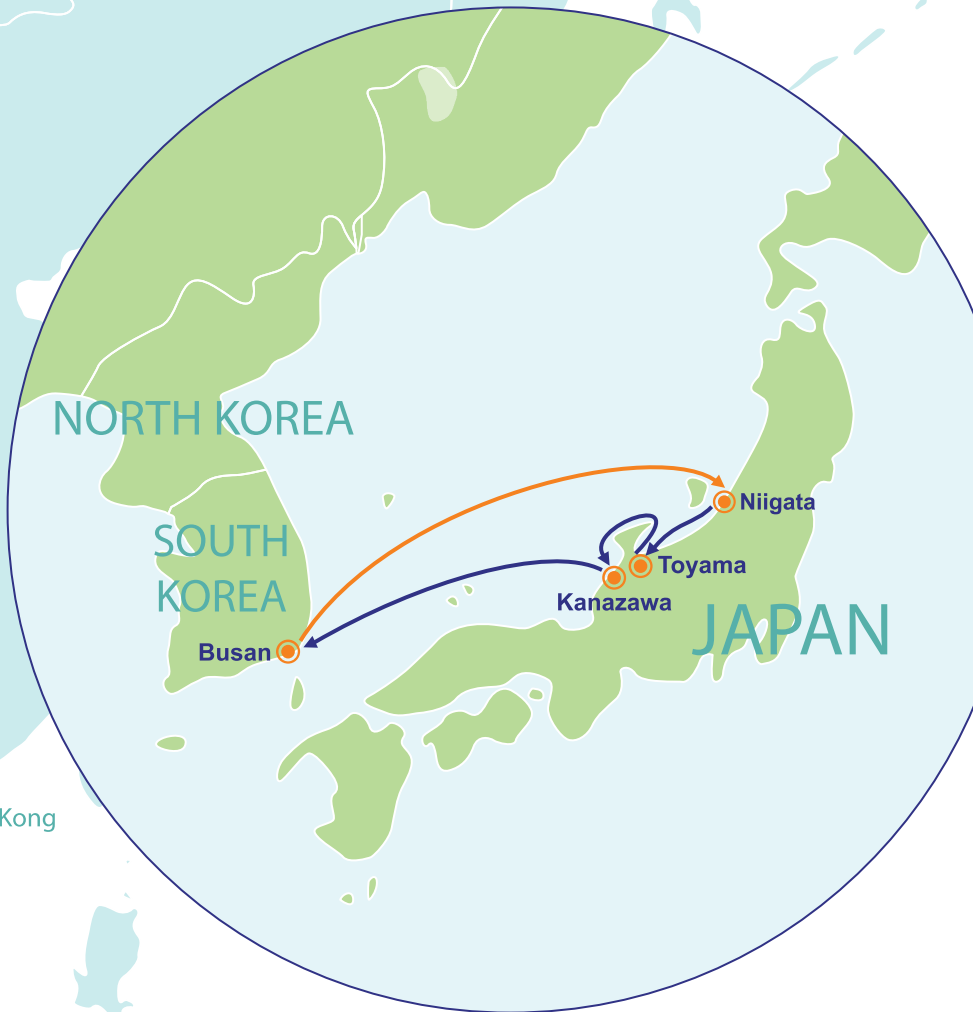 NORTH KOREA
SOUTH
KOREA
Niigata
Toyama
Kanazawa
JAPAN
Busan
Kong